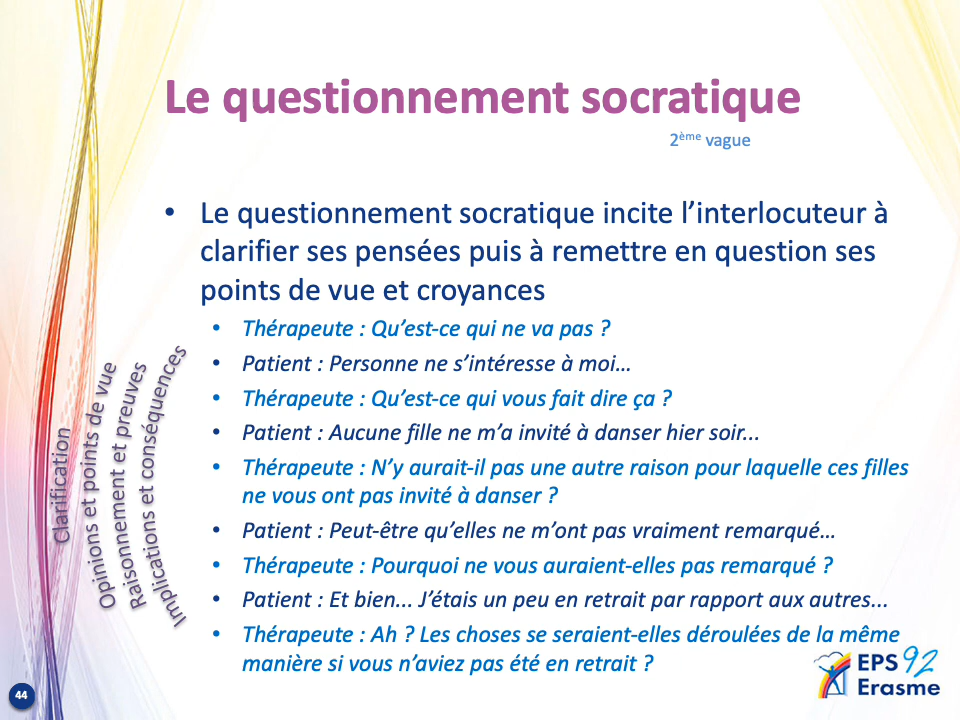 Le questionnement socratique
2ème vague
• Le questionnement socratique incite l’interlocuteur à
clarifier ses pensées puis à remettre en question ses
points de vue et croyances
• Thérapeute : Qu’est-ce qui ne va pas ?
• Patient : Personne ne s’intéresse à moi…
• Thérapeute : Qu’est-ce qui vous fait dire ça ?
• Patient : Aucune fille ne m’a invité à danser hier soir...
• Thérapeute : N’y aurait-il pas une autre raison pour laquelle ces filles
ne vous ont pas invité à danser ?
• Patient : Peut-être qu’elles ne m’ont pas vraiment remarqué…
• Thérapeute : Pourquoi ne vous auraient-elles pas remarqué ?
• Patient : Et bien... J’étais un peu en retrait par rapport aux autres...
• Thérapeute : Ah ? Les choses se seraient-elles déroulées de la même
manière si vous n’aviez pas été en retrait ?
Clarification
Opinions et points de vue
Raisonnement et preuves
Implications et conséquences
44
EPS 92
Erasme